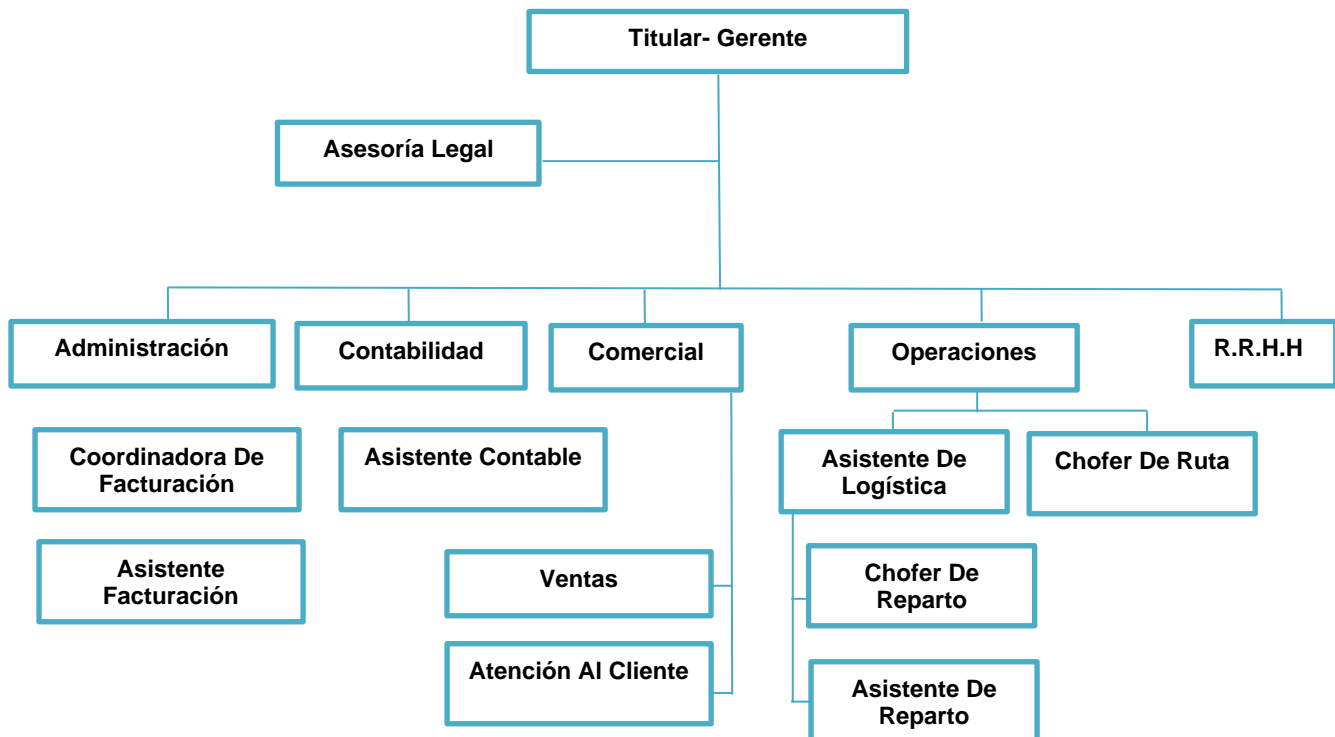 Titular- Gerente
Asesoría Legal
Administración
Contabilidad
Comercial
Operaciones
R.R.H.H
Coordinadora De
Facturación
Asistente Contable
Asistente De
Logística
Chofer De Ruta
Asistente
Facturación
Ventas
Chofer De
Reparto
Atención Al Cliente
Asistente De
Reparto